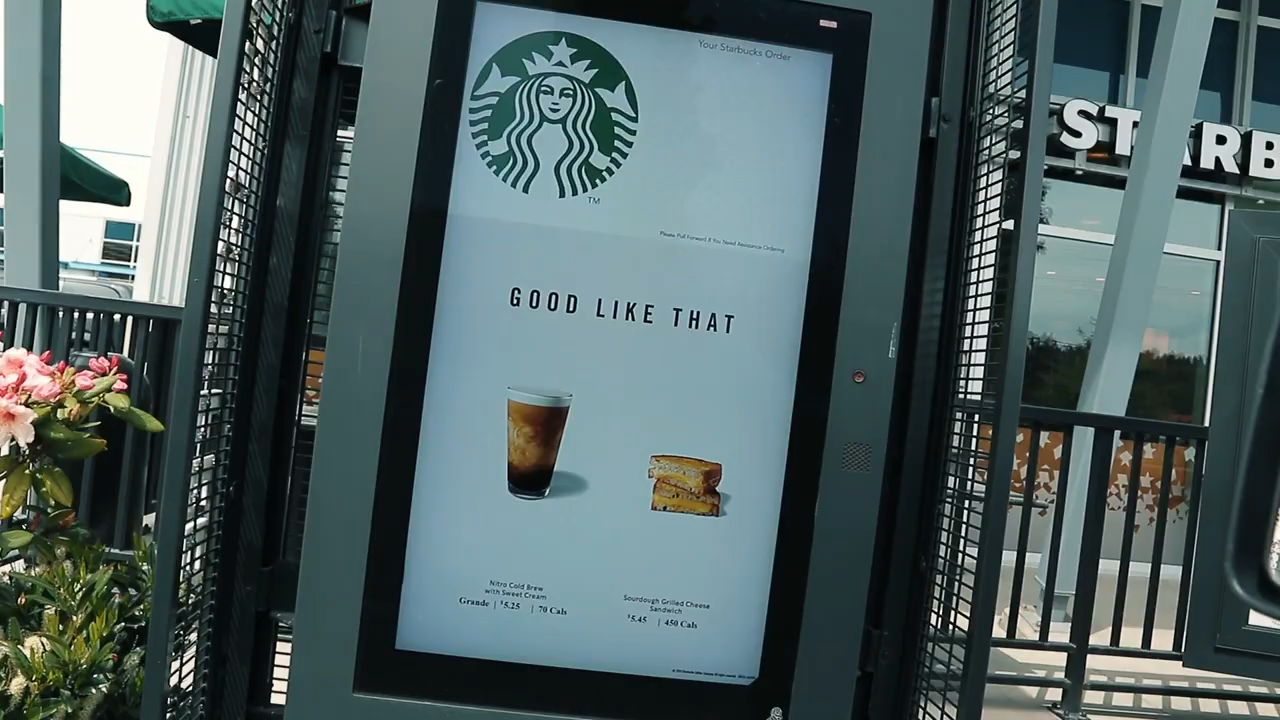 Your Starbucks Order
TM
Please Pull Forward If You Need Assistance Ordering
GOOD LIKE THAT
Nitro Cold Brew
with Sweet Cream
Grande | $5.25 | 70 Cals
Sourdough Grilled Cheese
Sandwich
$5.45 | 450 Cals
STARB